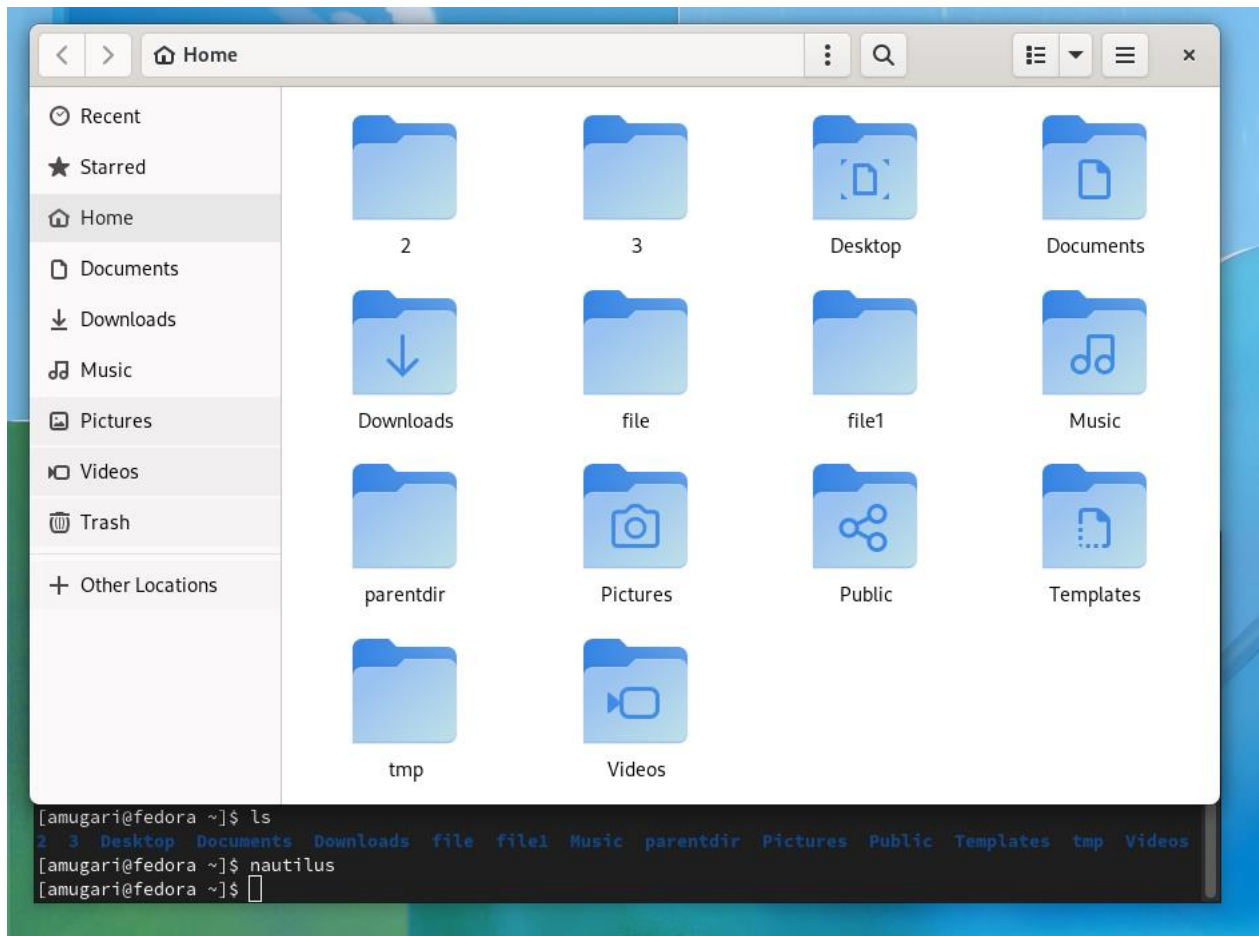 Home
Recent
Starred
Home
Documents
Downloads
Music
Pictures
Videos
Trash
Other Locations
2 3 Desktop Documents
Downloads file file1 Music
parentdir Pictures Public Templates
tmp Videos
[amugari@fedora ~]$ ls
2 3 Desktop Documents Downloads file file1 Music parentdir Pictures Public Templates tmp Videos
[amugari@fedora ~]$ nautilus
[amugari@fedora ~]$